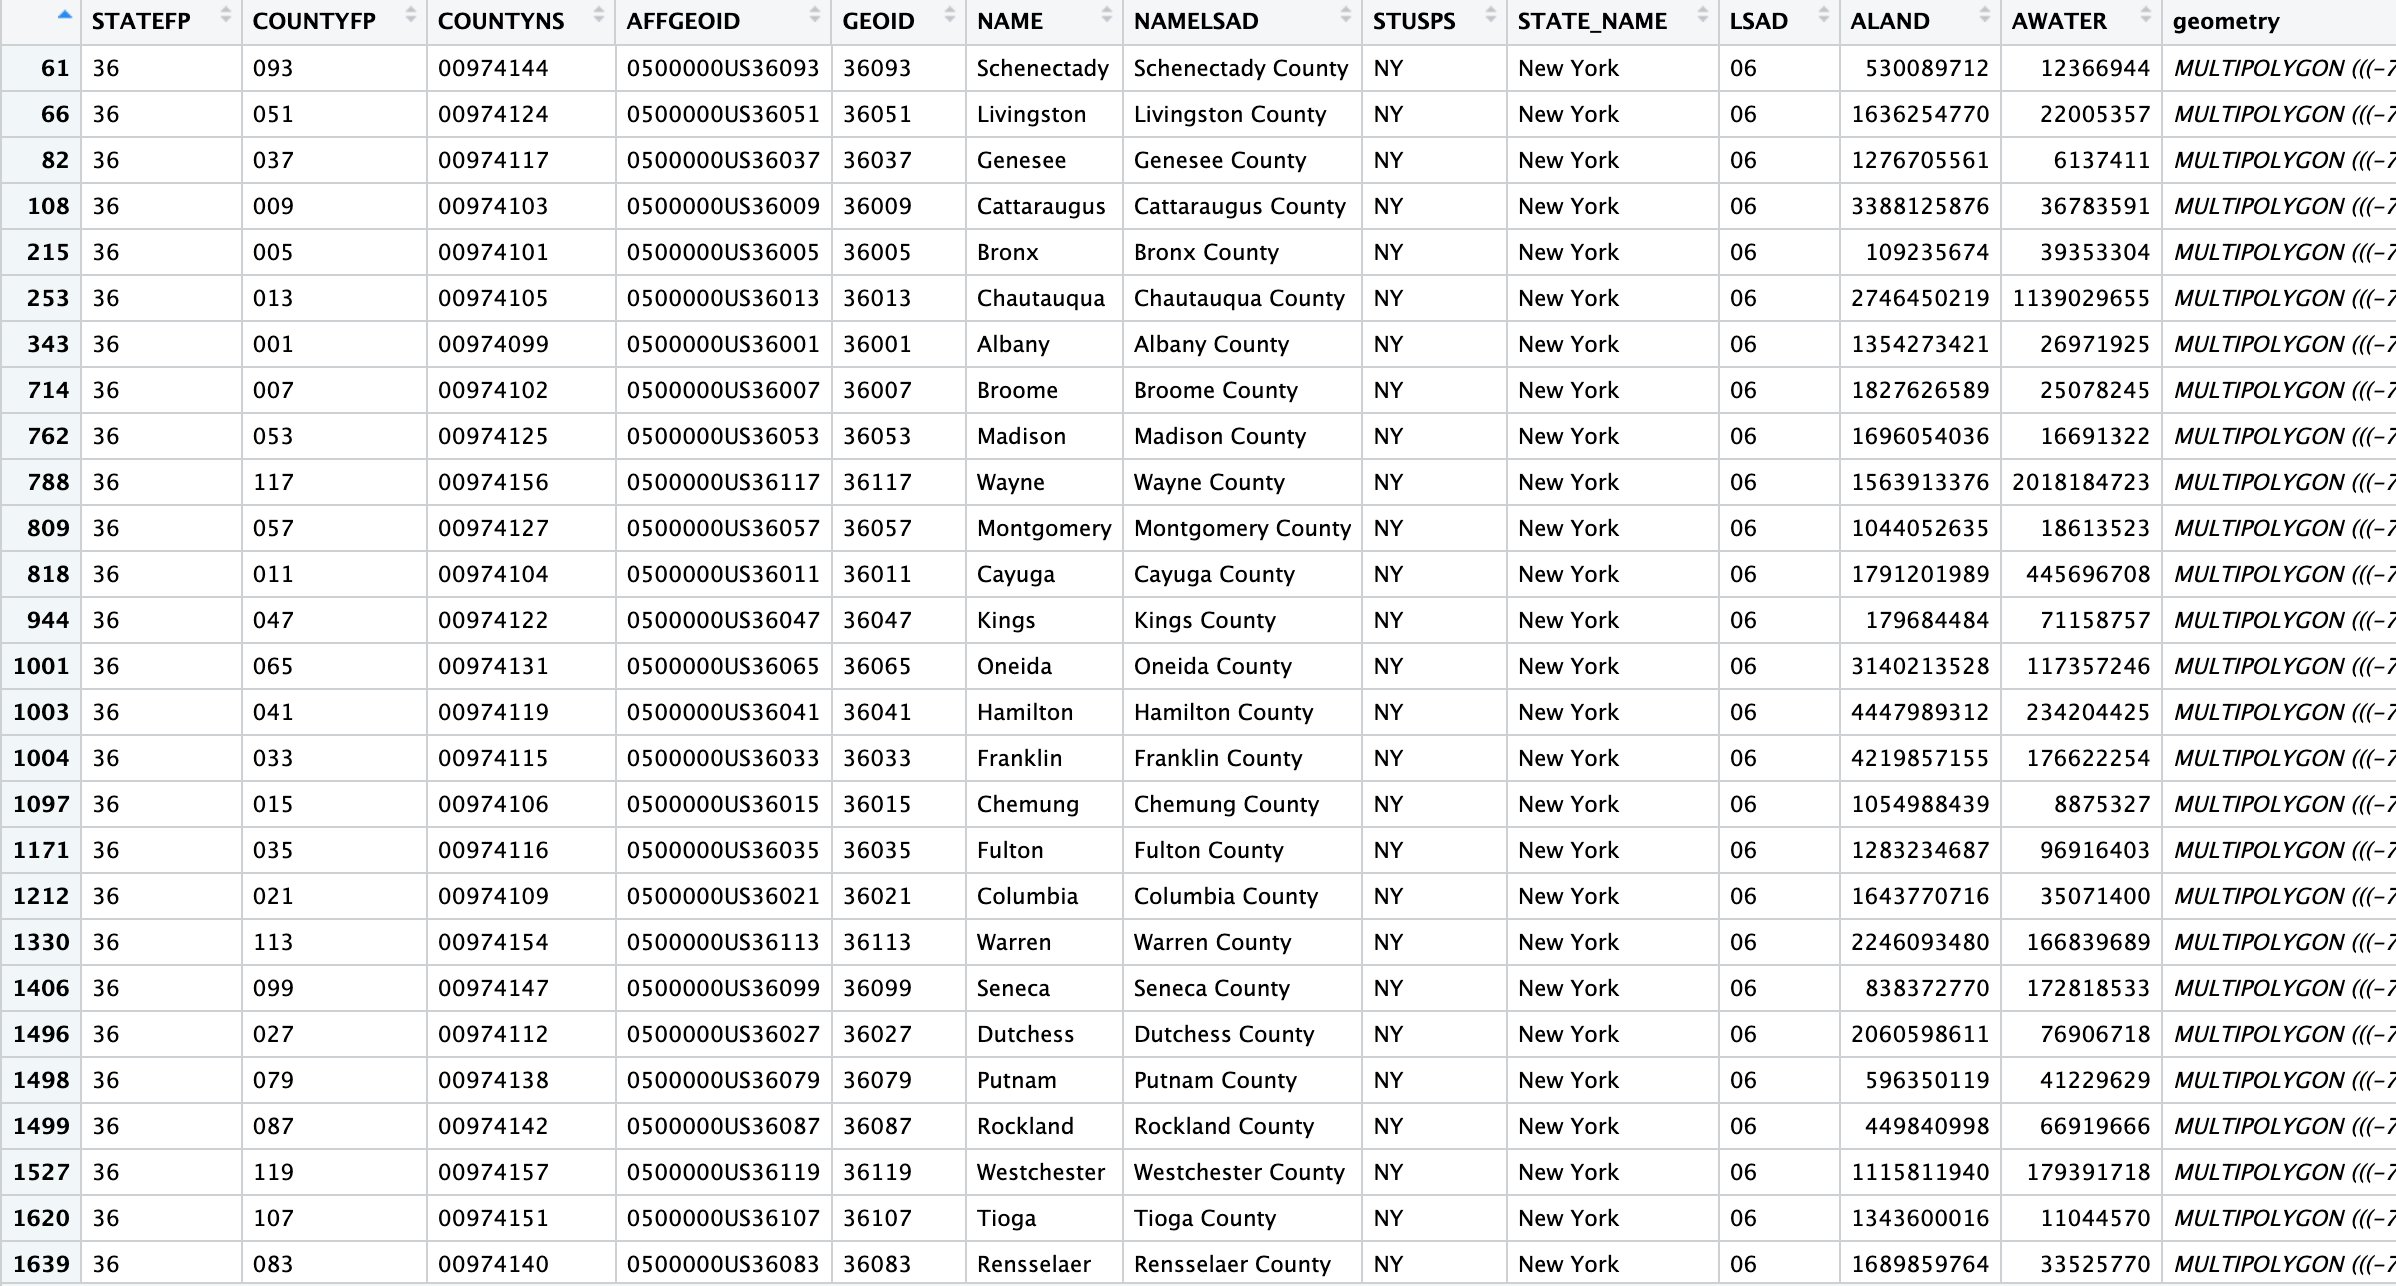 STATEFP COUNTYFP COUNTYNS AFFGEOID GEOID NAME NAMELSAD STUSPS STATE_NAME LSAD ALAND AWATER geometry
61 36 093 00974144 0500000US36093 36093 Schenectady Schenectady County NY New York 06 530089712 12366944 MULTIPOLYGON (((-7
66 36 051 00974124 0500000US36051 36051 Livingston Livingston County NY New York 06 1636254770 22005357 MULTIPOLYGON (((-7
82 36 037 00974117 0500000US36037 36037 Genesee Genesee County NY New York 06 1276705561 6137411 MULTIPOLYGON (((-7
108 36 009 00974103 0500000US36009 36009 Cattaraugus Cattaraugus County NY New York 06 3388125876 36783591 MULTIPOLYGON (((-7
215 36 005 00974101 0500000US36005 36005 Bronx Bronx County NY New York 06 109235674 39353304 MULTIPOLYGON (((-7
253 36 013 00974105 0500000US36013 36013 Chautauqua Chautauqua County NY New York 06 2746450219 1139029655 MULTIPOLYGON (((-7
343 36 001 00974099 0500000US36001 36001 Albany Albany County NY New York 06 1354273421 26971925 MULTIPOLYGON (((-7
714 36 007 00974102 0500000US36007 36007 Broome Broome County NY New York 06 1827626589 25078245 MULTIPOLYGON (((-7
762 36 053 00974125 0500000US36053 36053 Madison Madison County NY New York 06 1696054036 16691322 MULTIPOLYGON (((-7
788 36 117 00974156 0500000US36117 36117 Wayne Wayne County NY New York 06 1563913376 2018184723 MULTIPOLYGON (((-7
809 36 057 00974127 0500000US36057 36057 Montgomery Montgomery County NY New York 06 1044052635 18613523 MULTIPOLYGON (((-7
818 36 011 00974104 0500000US36011 36011 Cayuga Cayuga County NY New York 06 1791201989 445696708 MULTIPOLYGON (((-7
944 36 047 00974122 0500000US36047 36047 Kings Kings County NY New York 06 179684484 71158757 MULTIPOLYGON (((-7
1001 36 065 00974131 0500000US36065 36065 Oneida Oneida County NY New York 06 3140213528 117357246 MULTIPOLYGON (((-7
1003 36 041 00974119 0500000US36041 36041 Hamilton Hamilton County NY New York 06 4447989312 234204425 MULTIPOLYGON (((-7
1004 36 033 00974115 0500000US36033 36033 Franklin Franklin County NY New York 06 4219857155 176622254 MULTIPOLYGON (((-7
1097 36 015 00974106 0500000US36015 36015 Chemung Chemung County NY New York 06 1054988439 8875327 MULTIPOLYGON (((-7
1171 36 035 00974116 0500000US36035 36035 Fulton Fulton County NY New York 06 1283234687 96916403 MULTIPOLYGON (((-7
1212 36 021 00974109 0500000US36021 36021 Columbia Columbia County NY New York 06 1643770716 35071400 MULTIPOLYGON (((-7
1330 36 113 00974154 0500000US36113 36113 Warren Warren County NY New York 06 2246093480 166839689 MULTIPOLYGON (((-7
1406 36 099 00974147 0500000US36099 36099 Seneca Seneca County NY New York 06 838372770 172818533 MULTIPOLYGON (((-7
1496 36 027 00974112 0500000US36027 36027 Dutchess Dutchess County NY New York 06 2060598611 76906718 MULTIPOLYGON (((-7
1498 36 079 00974138 0500000US36079 36079 Putnam Putnam County NY New York 06 596350119 41229629 MULTIPOLYGON (((-7
1499 36 087 00974142 0500000US36087 36087 Rockland Rockland County NY New York 06 449840998 66919666 MULTIPOLYGON (((-7
1527 36 119 00974157 0500000US36119 36119 Westchester Westchester County NY New York 06 1115811940 179391718 MULTIPOLYGON (((-7
1620 36 107 00974151 0500000US36107 36107 Tioga Tioga County NY New York 06 1343600016 11044570 MULTIPOLYGON (((-7
1639 36 083 00974140 0500000US36083 36083 Rensselaer Rensselaer County NY New York 06 1689859764 33525770 MULTIPOLYGON (((-7